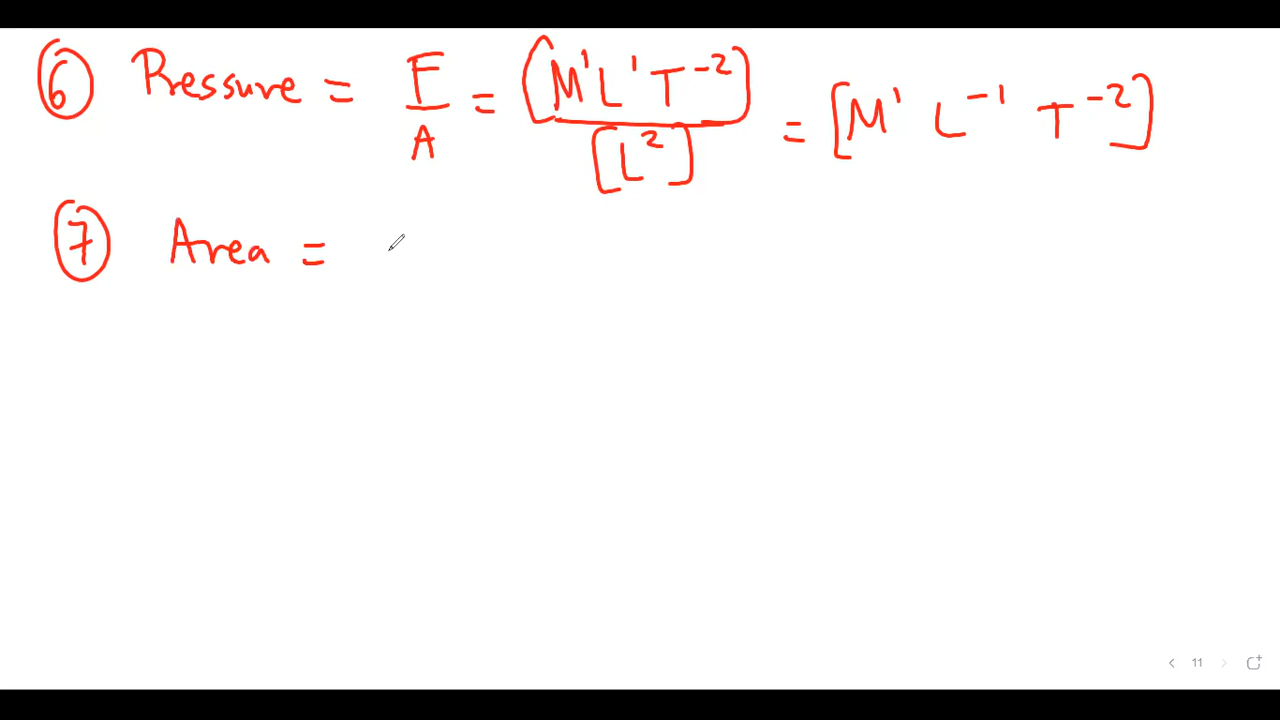 ⑥ Pressure = F/A = [M¹L¹T⁻²]/[L²] = [M¹ L⁻¹ T⁻²]
⑦ Area =
11